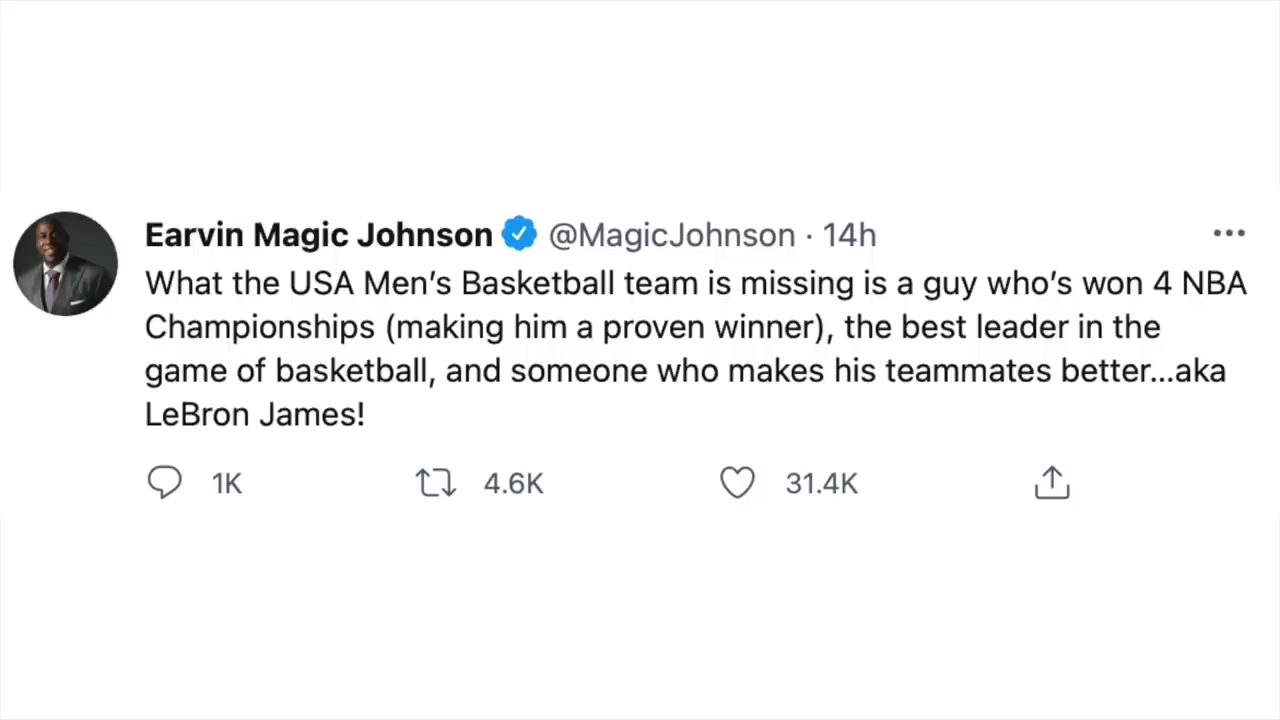 Earvin Magic Johnson @MagicJohnson · 14h
What the USA Men’s Basketball team is missing is a guy who’s won 4 NBA
Championships (making him a proven winner), the best leader in the
game of basketball, and someone who makes his teammates better...aka
LeBron James!
1K 4.6K 31.4K